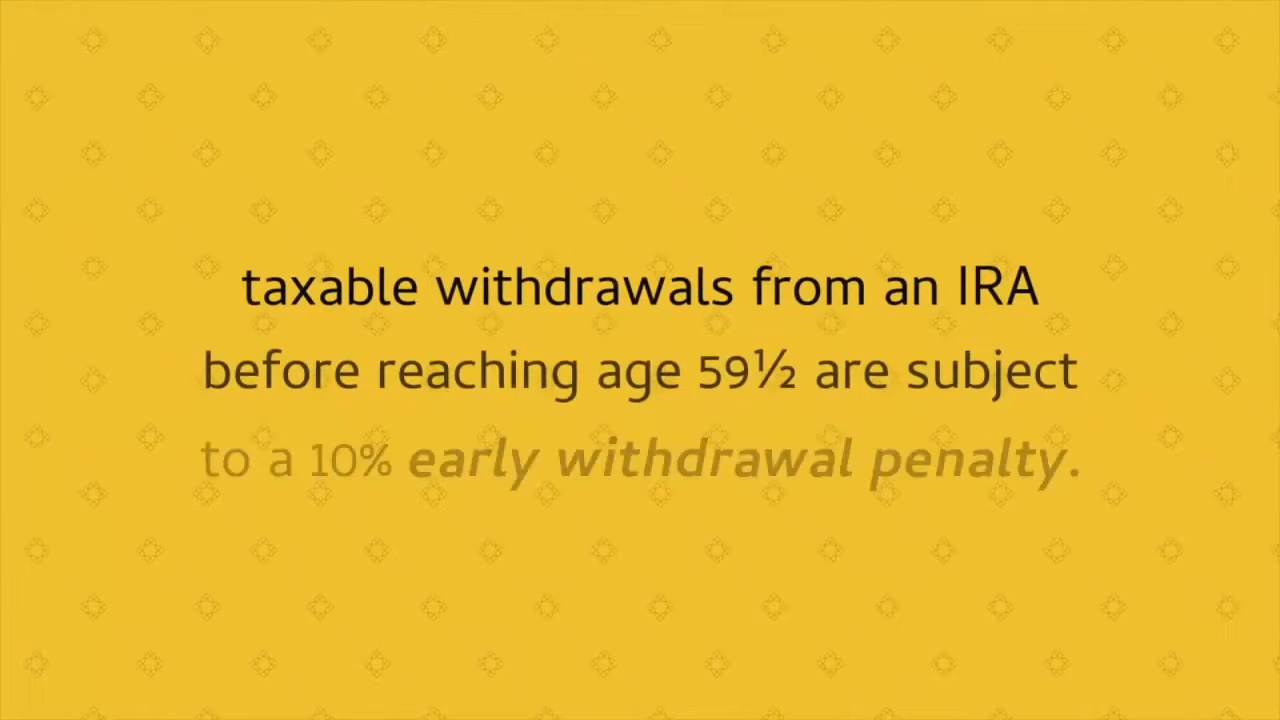 taxable withdrawals from an IRA
before reaching age 59½ are subject
to a 10% early withdrawal penalty.